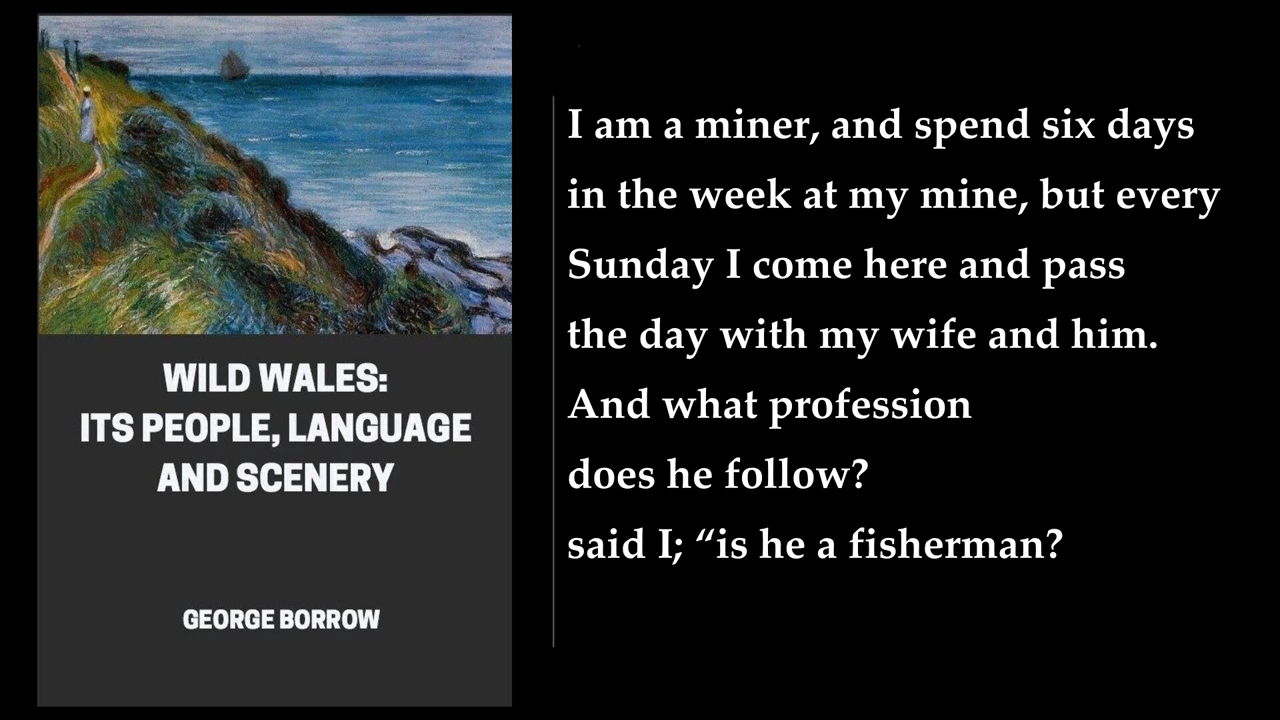 WILD WALES:
ITS PEOPLE, LANGUAGE
AND SCENERY
GEORGE BORROW
I am a miner, and spend six days
in the week at my mine, but every
Sunday I come here and pass
the day with my wife and him.
And what profession
does he follow?
said I; “is he a fisherman?